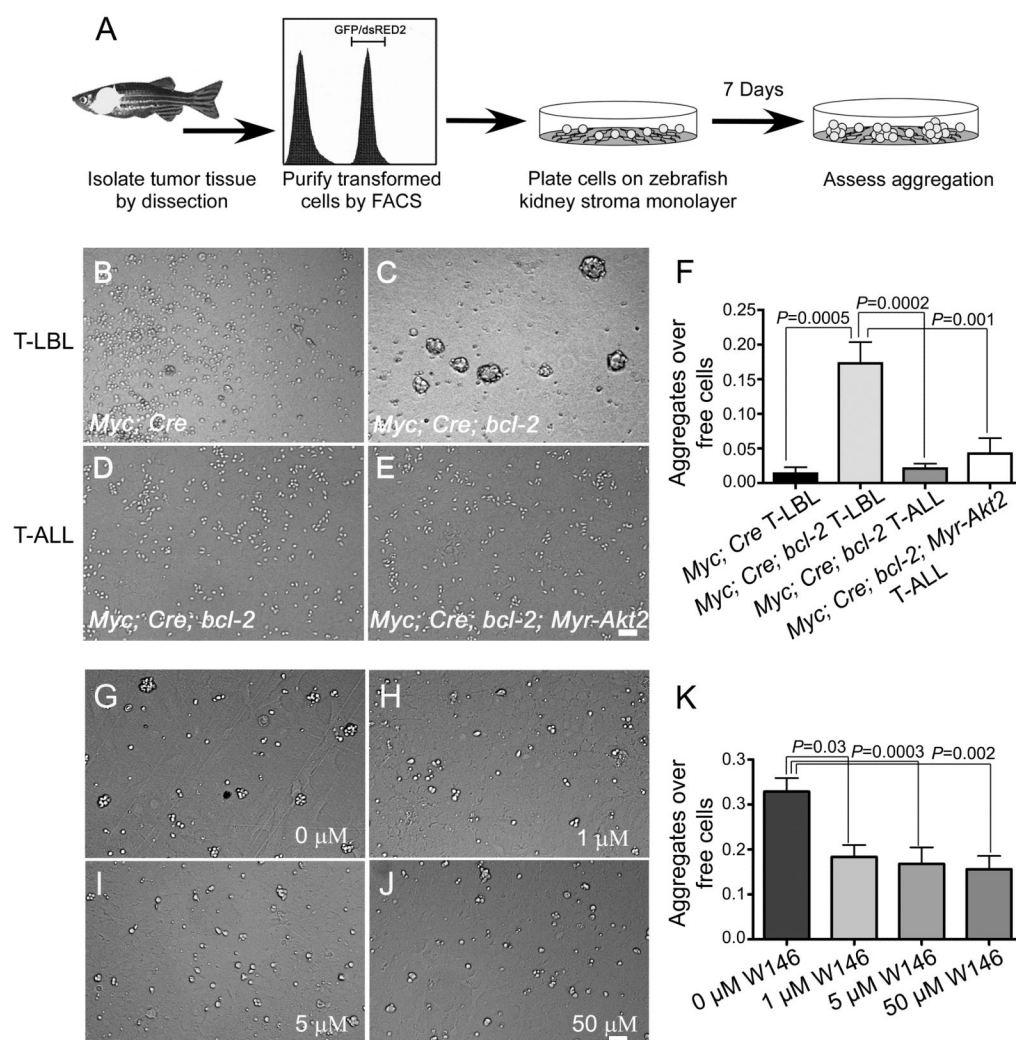 A
GFP/dsRED2
7 Days
Isolate tumor tissue
by dissection
Purify transformed
cells by FACS
Plate cells on zebrafish
kidney stroma monolayer
Assess aggregation
T-LBL
B
Myc; Cre
C
Myc; Cre; bcl-2
T-ALL
D
Myc; Cre; bcl-2
E
Myc; Cre; bcl-2; Myr-Akt2
F
Aggregates over
free cells
0.25
0.20
0.15
0.10
0.05
0.00
P=0.0005
P=0.0002
P=0.001
Myc; Cre T-LBL
Myc; Cre; bcl-2 T-LBL
Myc; Cre; bcl-2 T-ALL
Myc; Cre; bcl-2; Myr-Akt2
T-ALL
G
0 µM
H
1 µM
I
5 µM
J
50 µM
K
Aggregates over
free cells
0.3
0.3
0.2
0.1
0.0
P=0.03
P=0.0003
P=0.002
0 µM W146
1 µM W146
5 µM W146
50 µM W146